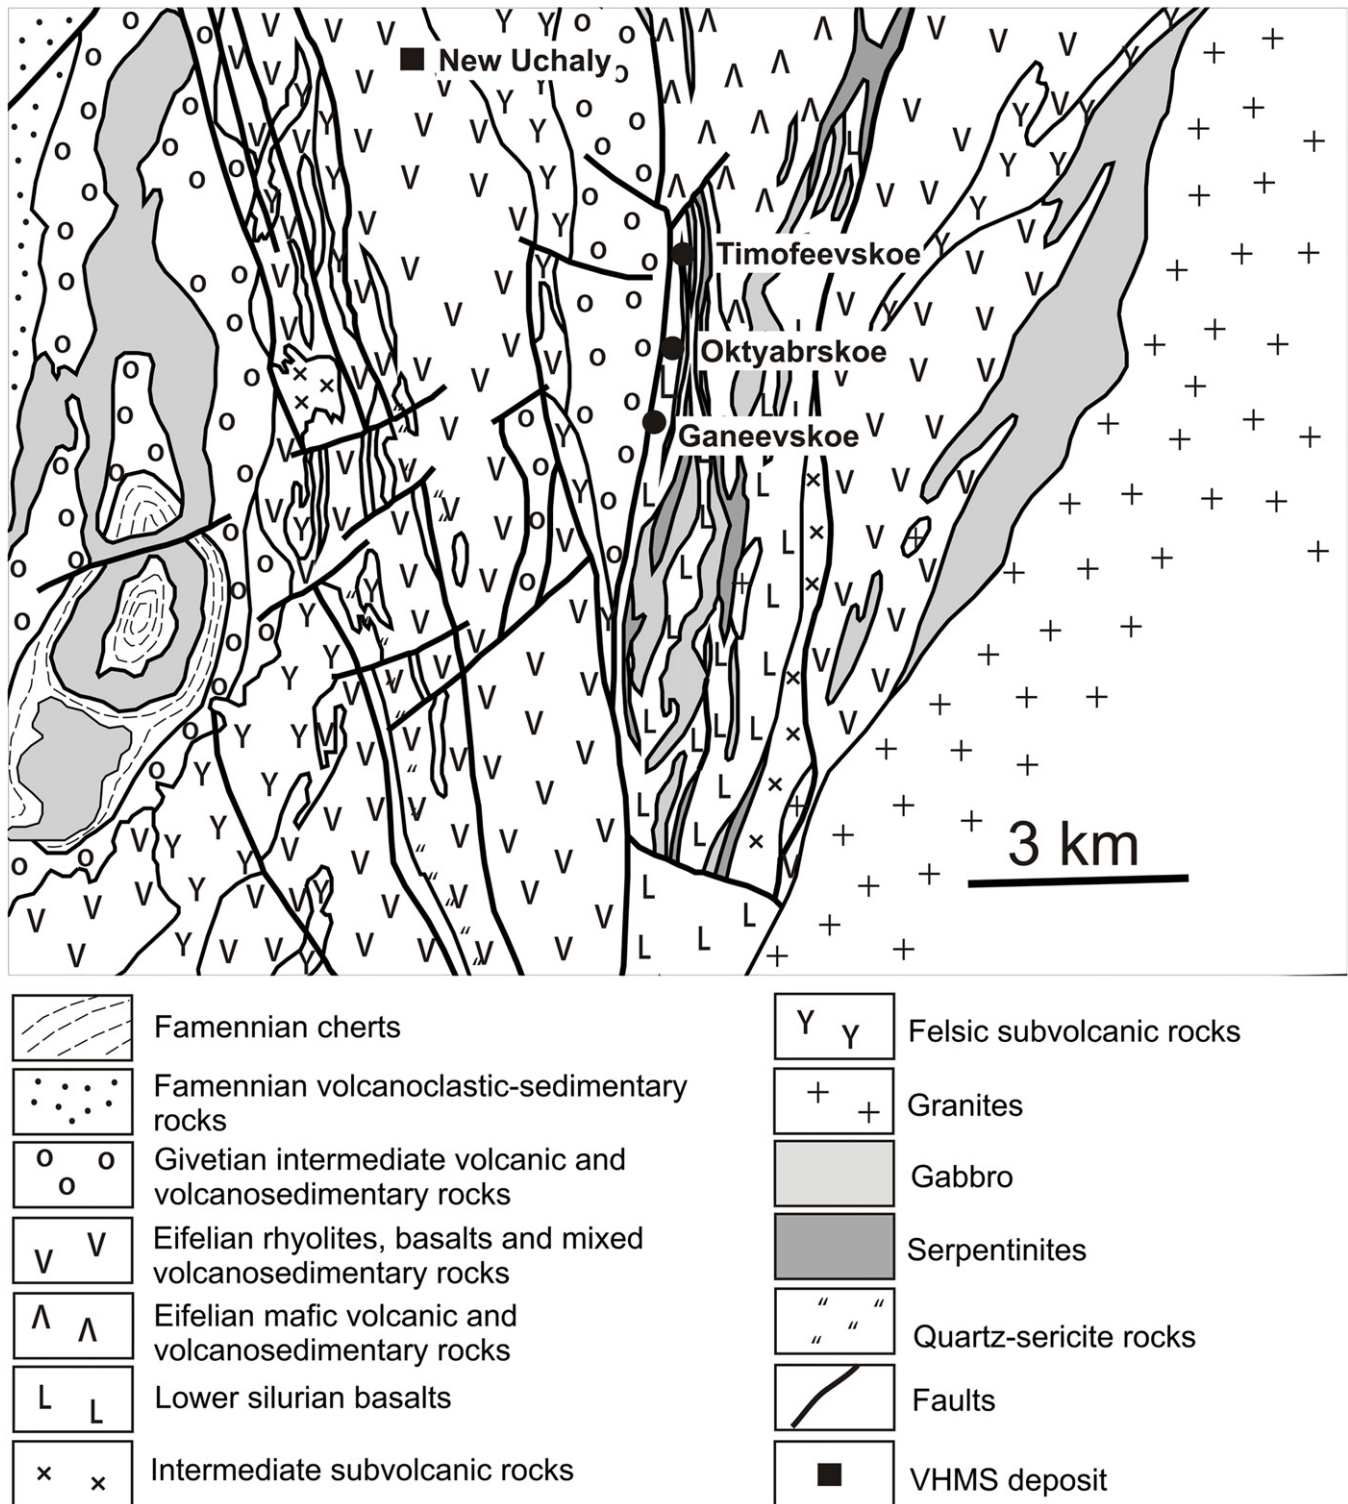 New Uchaly
Timofeevskoe
Oktyabrskoe
Ganeevskoe
3 km
Famennian cherts
Famennian volcanoclastic-sedimentary
rocks
Givetian intermediate volcanic and
volcanosedimentary rocks
Eifelian rhyolites, basalts and mixed
volcanosedimentary rocks
Eifelian mafic volcanic and
volcanosedimentary rocks
Lower silurian basalts
Intermediate subvolcanic rocks
Felsic subvolcanic rocks
Granites
Gabbro
Serpentinites
Quartz-sericite rocks
Faults
VHMS deposit